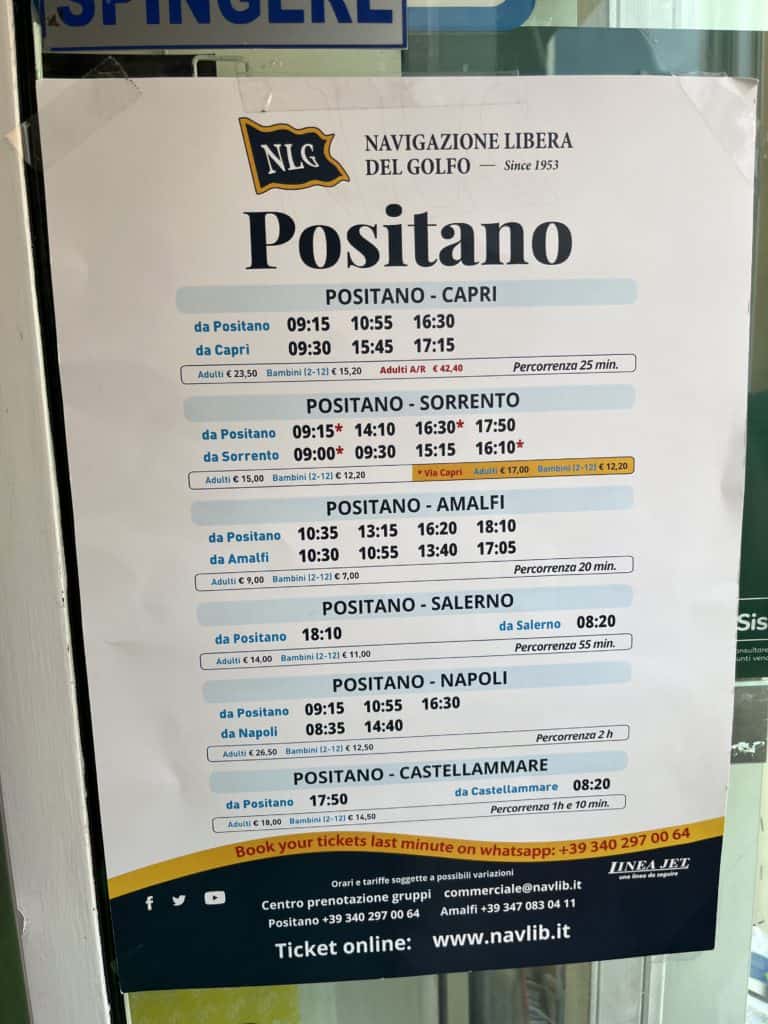 SPINGERE
NLG
NAVIGAZIONE LIBERA
DEL GOLFO — Since 1953
Positano
POSITANO - CAPRI
da Positano 09:15 10:55 16:30
da Capri 09:30 15:45 17:15
Adulti € 23,50 Bambini (2-12) € 15,20 Adulti A/R € 42,40 Percorrenza 25 min.
POSITANO - SORRENTO
da Positano 09:15* 14:10 16:30* 17:50
da Sorrento 09:00* 09:30 15:15 16:10*
Adulti € 15,00 Bambini (2-12) € 12,20 * Via Capri Adulti € 17,00 Bambini (2-12) € 12,20
POSITANO - AMALFI
da Positano 10:35 13:15 16:20 18:10
da Amalfi 10:30 10:55 13:40 17:05
Adulti € 9,00 Bambini (2-12) € 7,00 Percorrenza 20 min.
POSITANO - SALERNO
da Positano 18:10 da Salerno 08:20
Adulti € 14,00 Bambini (2-12) € 11,00 Percorrenza 55 min.
POSITANO - NAPOLI
da Positano 09:15 10:55 16:30
da Napoli 08:35 14:40
Adulti € 26,50 Bambini (2-12) € 12,50 Percorrenza 2 h
POSITANO - CASTELLAMMARE
da Positano 17:50 da Castellammare 08:20
Adulti € 18,00 Bambini (2-12) € 14,50 Percorrenza 1h e 10 min.
Book your tickets last minute on whatsapp: +39 340 297 00 64
LINEA JET
una linea da seguire
Orari e tariffe soggette a possibili variazioni
Centro prenotazione gruppi commerciale@navlib.it
Positano +39 340 297 00 64 Amalfi +39 347 083 04 11
Ticket online: www.navlib.it
Sis